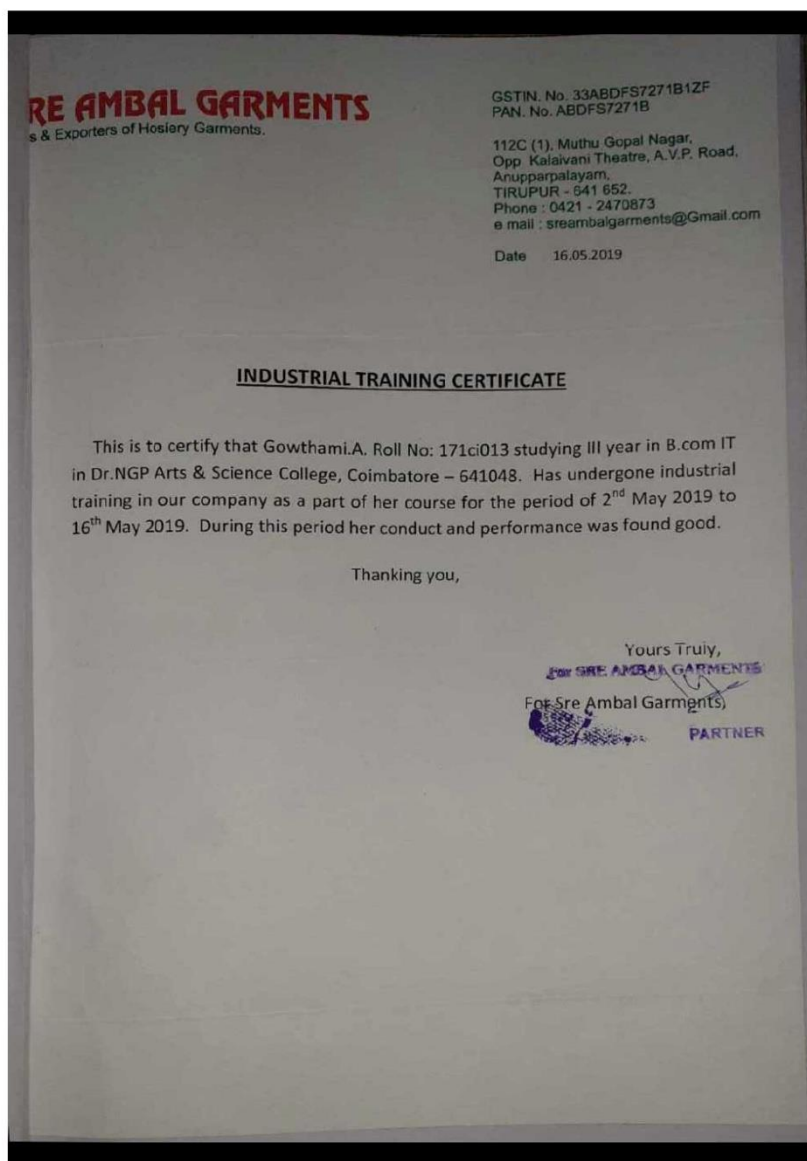 RE AMBAL GARMENTS
s & Exporters of Hosiery Garments.
GSTIN. No. 33ABDFS7271B1ZF
PAN. No. ABDFS7271B
112C (1), Muthu Gopal Nagar,
Opp Kalaivani Theatre, A.V.P. Road,
Anupparpalayam,
TIRUPUR - 641 652.
Phone : 0421 - 2470873
e mail : sreambalgarments@Gmail.com
Date 16.05.2019
INDUSTRIAL TRAINING CERTIFICATE
This is to certify that Gowthami.A. Roll No: 171ci013 studying III year in B.com IT
in Dr.NGP Arts & Science College, Coimbatore – 641048. Has undergone industrial
training in our company as a part of her course for the period of 2nd May 2019 to
16th May 2019. During this period her conduct and performance was found good.
Thanking you,
Yours Truly,
For SRE AMBAL GARMENTS
For Sre Ambal Garments,
PARTNER